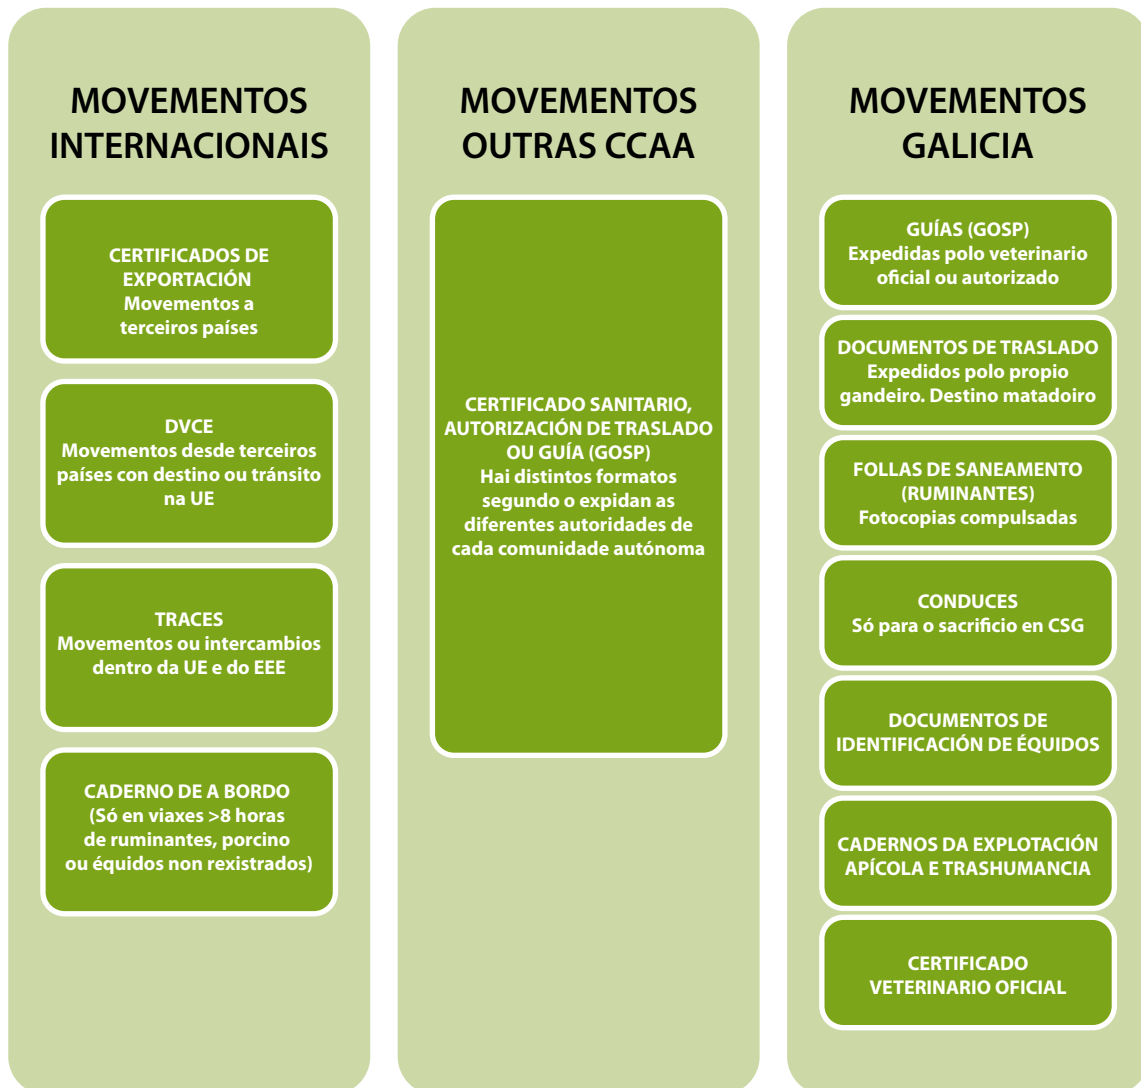 MOVEMENTOS
INTERNACIONAIS
CERTIFICADOS DE
EXPORTACIÓN
Movementos a
terceiros países
DVCE
Movementos desde terceiros
países con destino ou tránsito
na UE
TRACES
Movementos ou intercambios
dentro da UE e do EEE
CADERNO DE A BORDO
(Só en viaxes >8 horas
de ruminantes, porcino
ou équidos non rexistrados)
MOVEMENTOS
OUTRAS CCAA
CERTIFICADO SANITARIO,
AUTORIZACIÓN DE TRASLADO
OU GUÍA (GOSP)
Hai distintos formatos
segundo o expidan as
diferentes autoridades de
cada comunidade autónoma
MOVEMENTOS
GALICIA
GUÍAS (GOSP)
Expedidas polo veterinario
oficial ou autorizado
DOCUMENTOS DE TRASLADO
Expedidos polo propio
gandeiro. Destino matadoiro
FOLLAS DE SANEAMENTO
(RUMINANTES)
Fotocopias compulsadas
CONDUCES
Só para o sacrificio en CSG
DOCUMENTOS DE
IDENTIFICACIÓN DE ÉQUIDOS
CADERNOS DA EXPLOTACIÓN
APÍCOLA E TRASHUMANCIA
CERTIFICADO
VETERINARIO OFICIAL